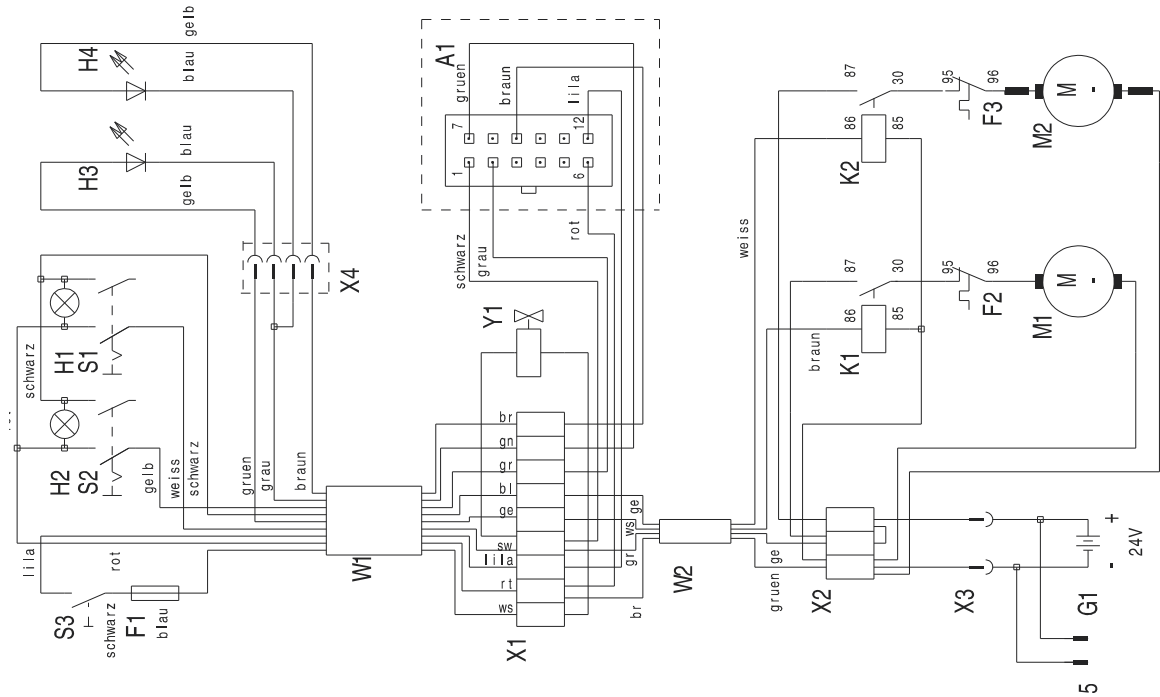 H4
gelb
blau
H3
gelb
blau
A1
gruen
braun
lila
7
12
1
6
schwarz
grau
rot
X4
H1
S1
schwarz
H2
S2
gelb
weiss
schwarz
gruen
grau
braun
lila
rot
S3
schwarz
F1
blau
W1
Y1
br
gn
gr
bl
ge
sw
lila
rt
ws
X1
ge
ws
gr
br
W2
weiss
braun
87
30
86
85
K2
95
96
F3
M
-
M2
87
30
86
85
K1
95
96
F2
M
-
M1
gruen
ge
X2
X3
+
-
24V
G1
5